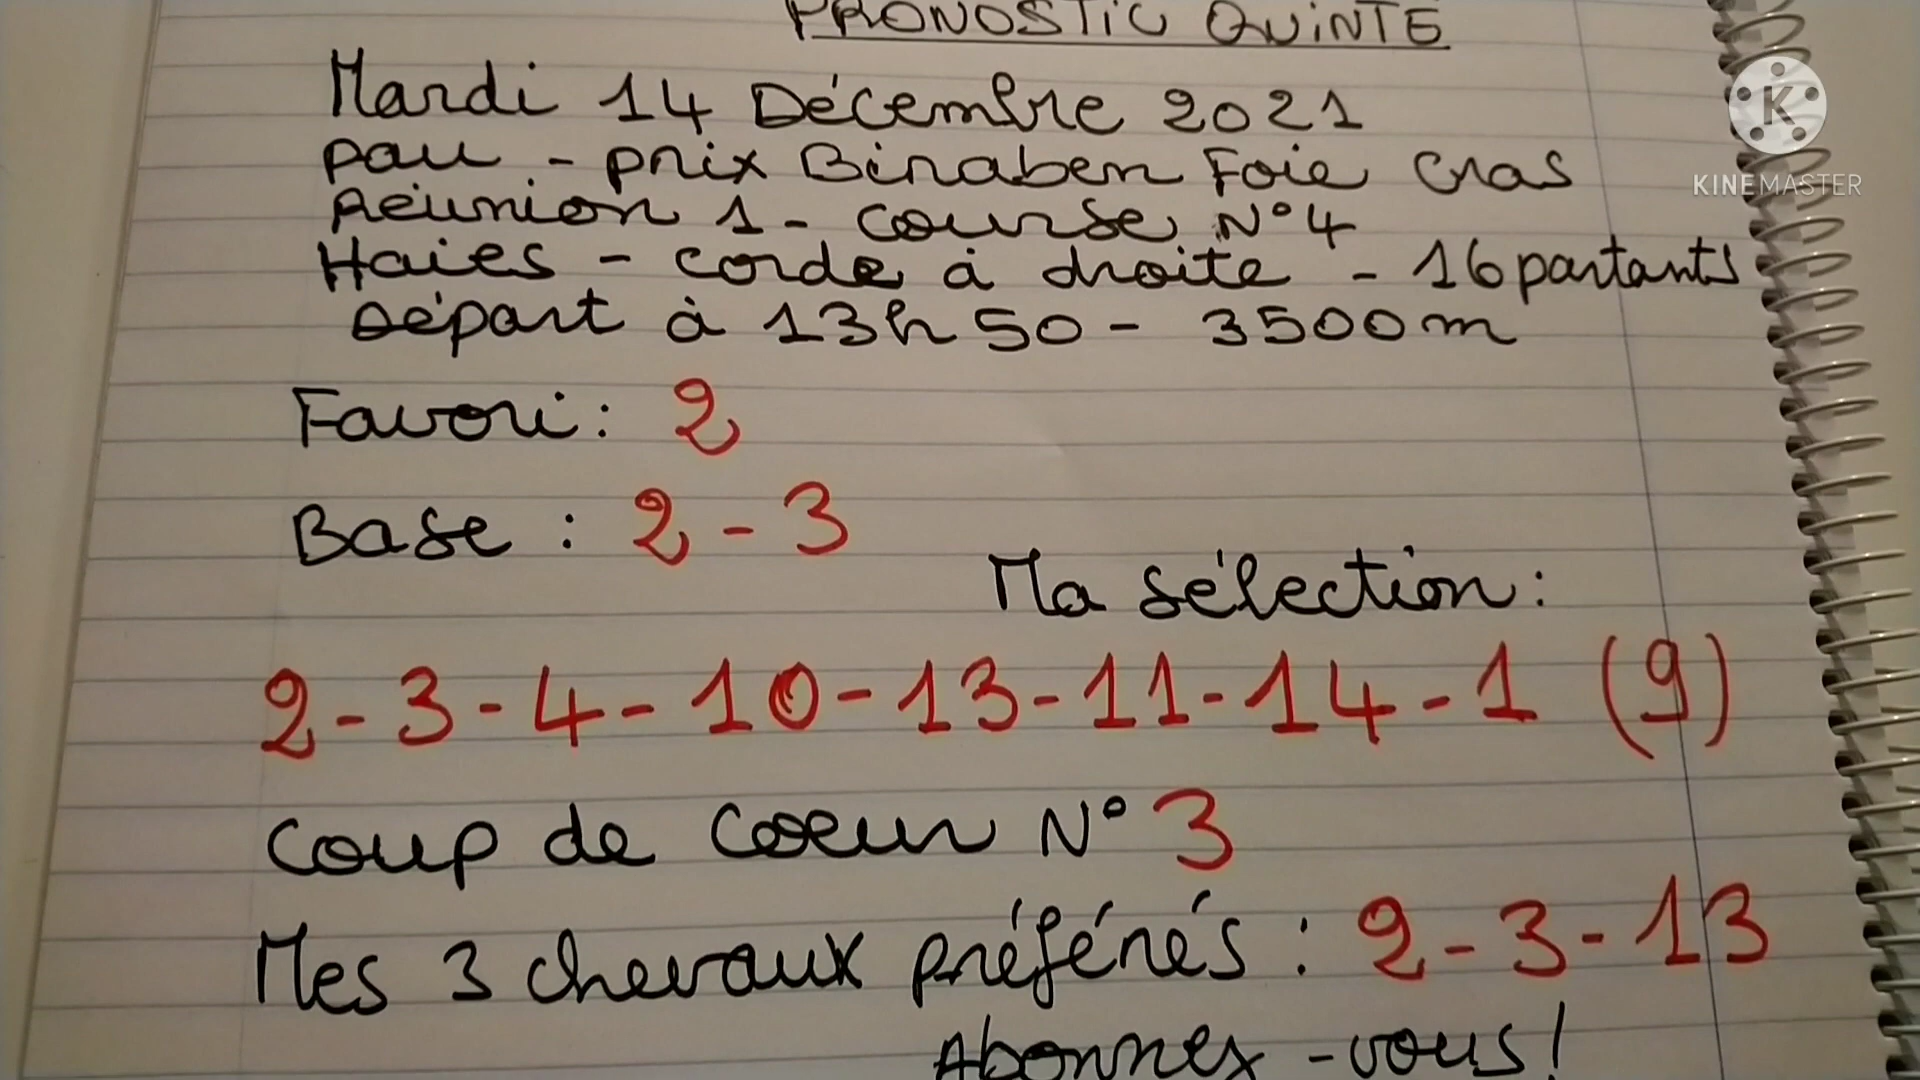 PRONOSTIC QUINTE
Mardi 14 Décembre 2021
pau - prix Binaben Foie Gras
Réunion 1 - course N°4
Haies - corde à droite - 16 partants
Départ à 13h50 - 3500m
Favori : 2
Base : 2 - 3
Ma sélection :
2 - 3 - 4 - 10 - 13 - 11 - 14 - 1 (9)
Coup de coeur N° 3
Mes 3 chevaux préférés : 2 - 3 - 13
Abonnez-vous !
K
KINEMASTER